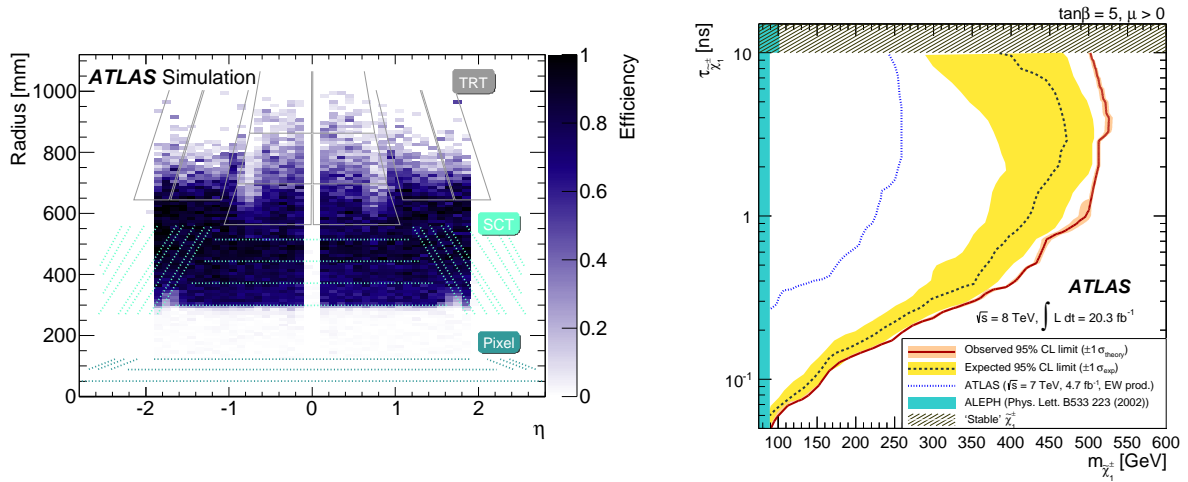 ATLAS Simulation
TRT
SCT
Pixel
Radius [mm]
1000
800
600
400
200
0
-2 -1 0 1 2
η
Efficiency
1
0.8
0.6
0.4
0.2
0
tanβ = 5, μ > 0
τ_χ̃₁± [ns]
10
1
10⁻¹
ATLAS
√s = 8 TeV, ∫ L dt = 20.3 fb⁻¹
Observed 95% CL limit (±1 σ_theory)
Expected 95% CL limit (±1 σ_exp)
ATLAS (√s = 7 TeV, 4.7 fb⁻¹, EW prod.)
ALEPH (Phys. Lett. B533 223 (2002))
'Stable' χ̃₁±
100 150 200 250 300 350 400 450 500 550 600
m_χ̃₁± [GeV]